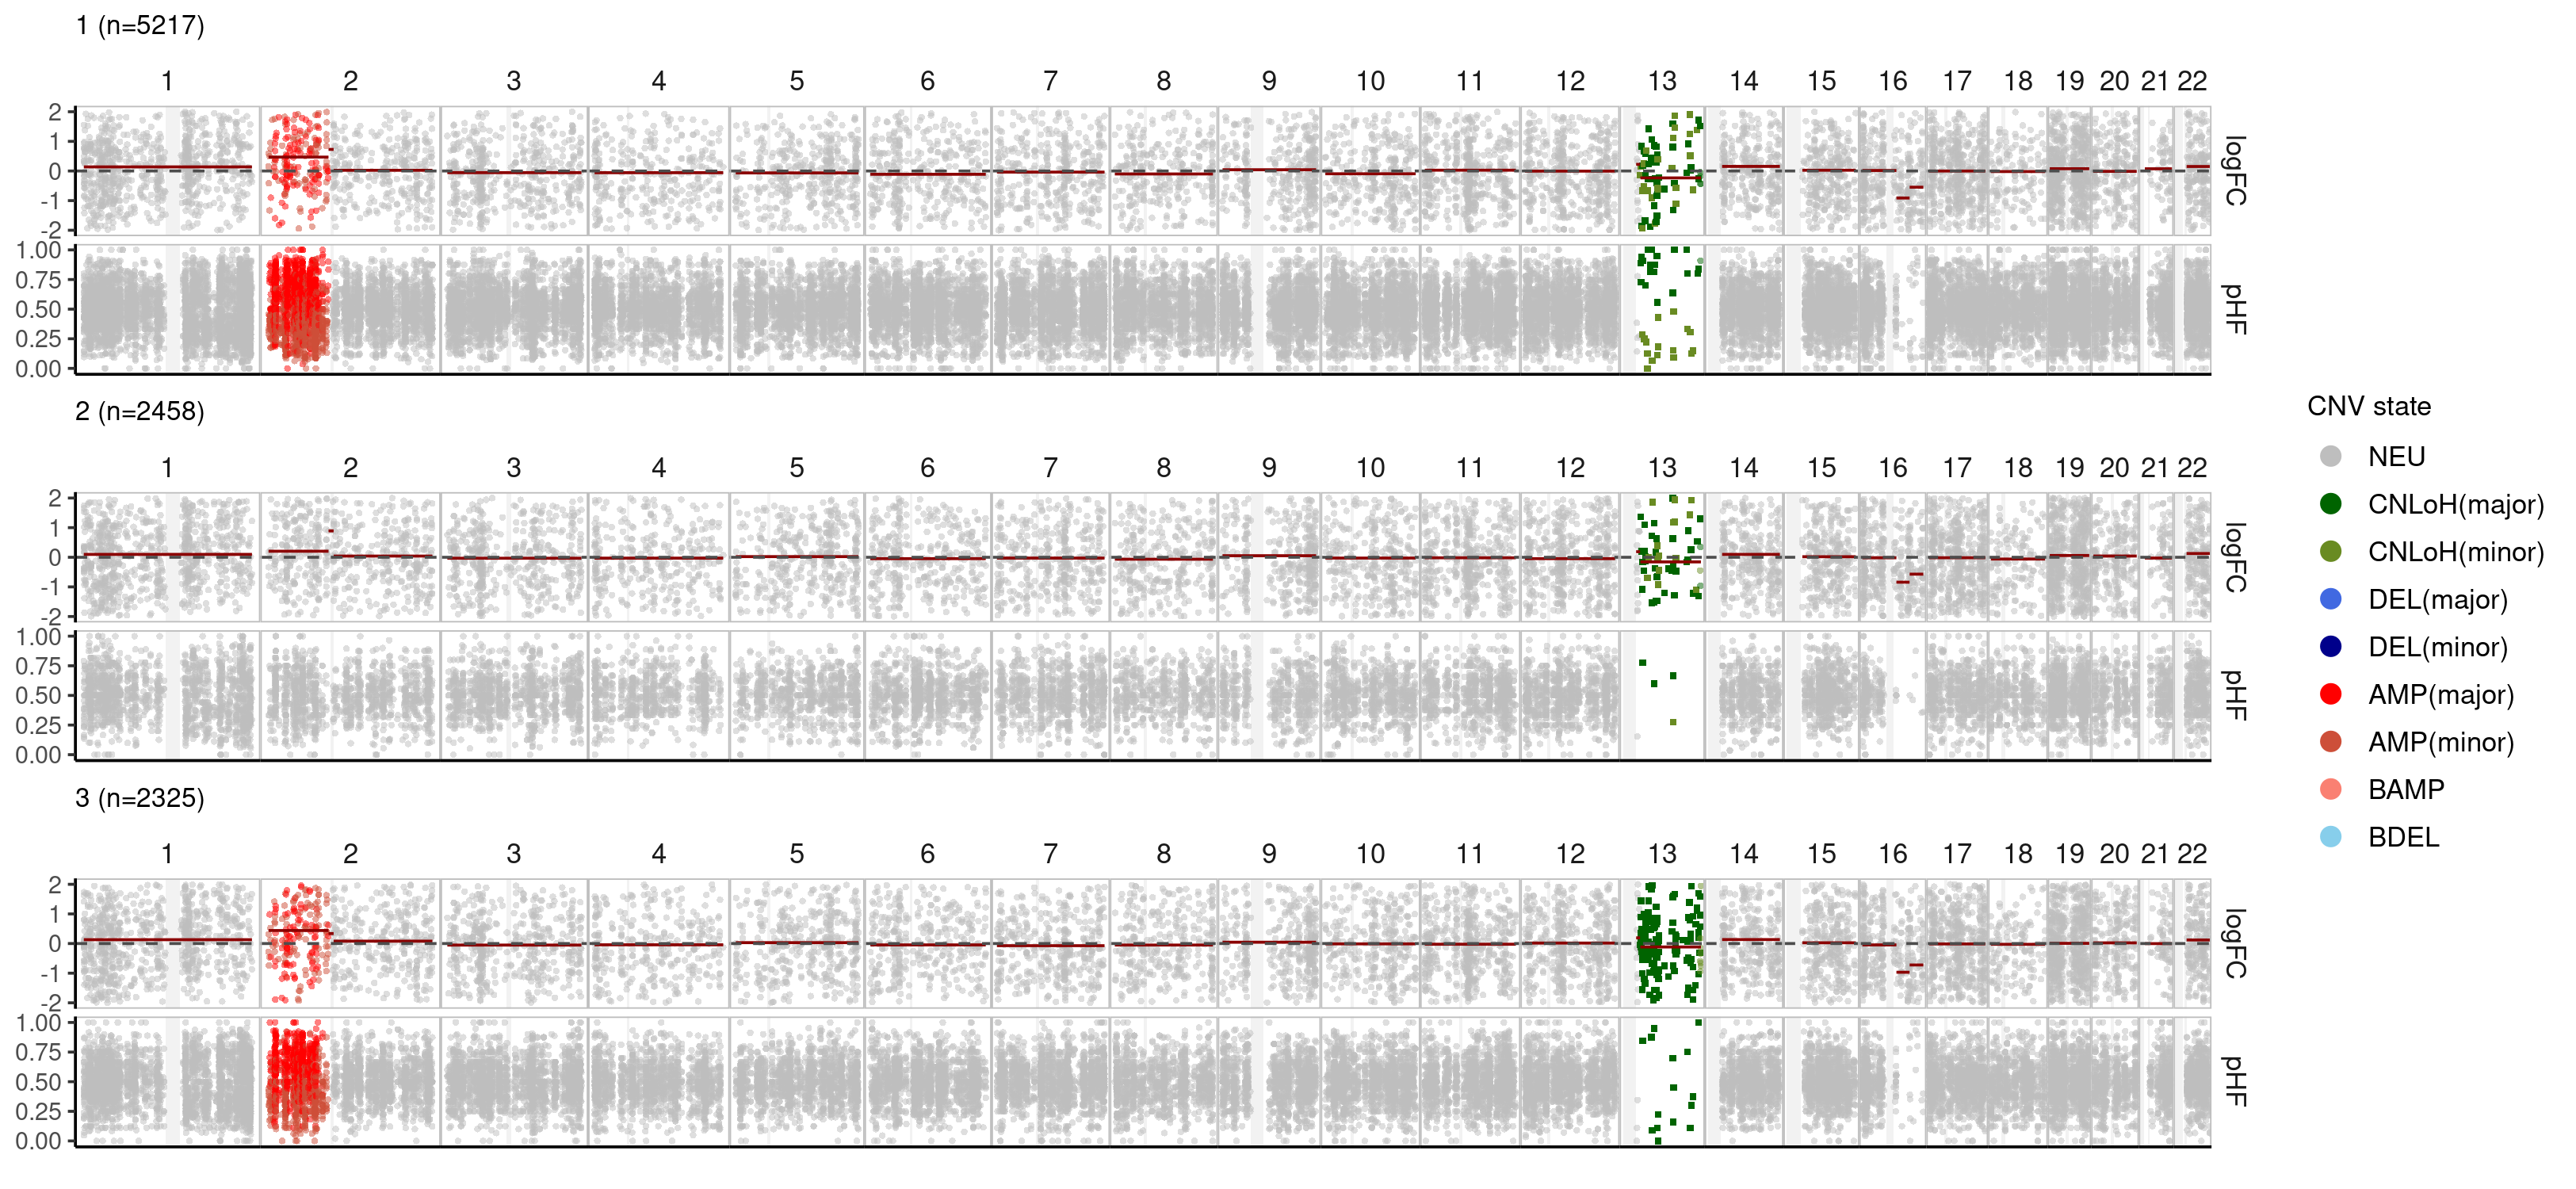 1 (n=5217)
1 2 3 4 5 6 7 8 9 10 11 12 13 14 15 16 17 18 19 20 21 22
2
1
0
-1
-2
logFC
1.00
0.75
0.50
0.25
0.00
pHF
2 (n=2458)
1 2 3 4 5 6 7 8 9 10 11 12 13 14 15 16 17 18 19 20 21 22
2
1
0
-1
-2
logFC
1.00
0.75
0.50
0.25
0.00
pHF
3 (n=2325)
1 2 3 4 5 6 7 8 9 10 11 12 13 14 15 16 17 18 19 20 21 22
2
1
0
-1
-2
logFC
1.00
0.75
0.50
0.25
0.00
pHF
CNV state
NEU
CNLoH(major)
CNLoH(minor)
DEL(major)
DEL(minor)
AMP(major)
AMP(minor)
BAMP
BDEL